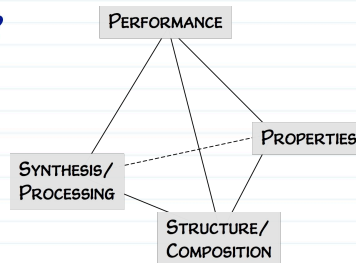 PERFORMANCE
PROPERTIES
SYNTHESIS/
PROCESSING
STRUCTURE/
COMPOSITION